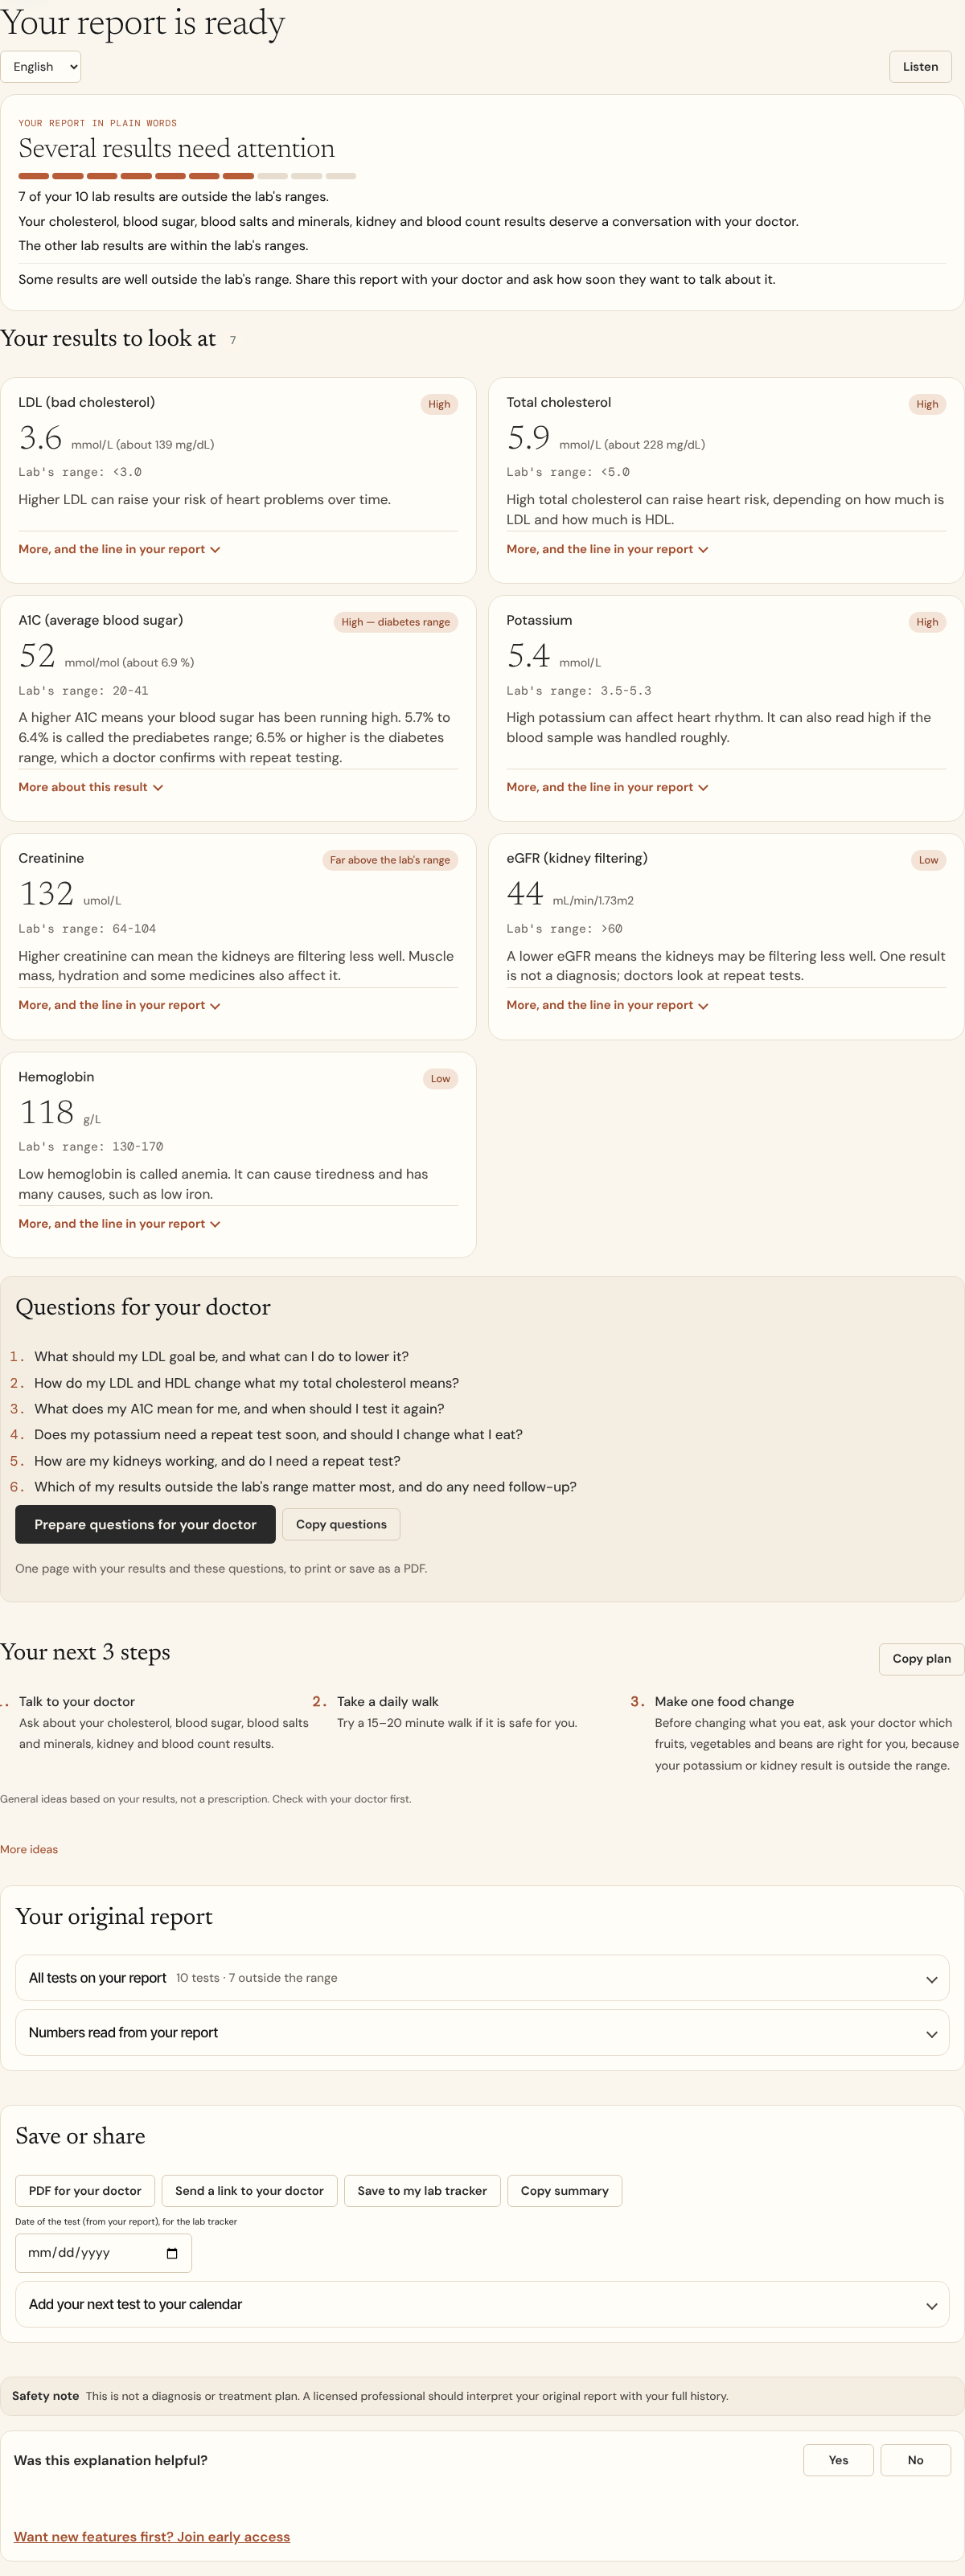 Your report is ready
English
Listen
YOUR REPORT IN PLAIN WORDS
Several results need attention
7 of your 10 lab results are outside the lab's ranges.
Your cholesterol, blood sugar, blood salts and minerals, kidney and blood count results deserve a conversation with your doctor.
The other lab results are within the lab's ranges.
Some results are well outside the lab's range. Share this report with your doctor and ask how soon they want to talk about it.
Your results to look at 7
LDL (bad cholesterol)
High
3.6 mmol/L (about 139 mg/dL)
Lab's range: <3.0
Higher LDL can raise your risk of heart problems over time.
More, and the line in your report
Total cholesterol
High
5.9 mmol/L (about 228 mg/dL)
Lab's range: <5.0
High total cholesterol can raise heart risk, depending on how much is
LDL and how much is HDL.
More, and the line in your report
A1C (average blood sugar)
High — diabetes range
52 mmol/mol (about 6.9 %)
Lab's range: 20-41
A higher A1C means your blood sugar has been running high. 5.7% to
6.4% is called the prediabetes range; 6.5% or higher is the diabetes
range, which a doctor confirms with repeat testing.
More about this result
Potassium
High
5.4 mmol/L
Lab's range: 3.5-5.3
High potassium can affect heart rhythm. It can also read high if the
blood sample was handled roughly.
More, and the line in your report
Creatinine
Far above the lab's range
132 umol/L
Lab's range: 64-104
Higher creatinine can mean the kidneys are filtering less well. Muscle
mass, hydration and some medicines also affect it.
More, and the line in your report
eGFR (kidney filtering)
Low
44 mL/min/1.73m2
Lab's range: >60
A lower eGFR means the kidneys may be filtering less well. One result
is not a diagnosis; doctors look at repeat tests.
More, and the line in your report
Hemoglobin
Low
118 g/L
Lab's range: 130-170
Low hemoglobin is called anemia. It can cause tiredness and has
many causes, such as low iron.
More, and the line in your report
Questions for your doctor
1. What should my LDL goal be, and what can I do to lower it?
2. How do my LDL and HDL change what my total cholesterol means?
3. What does my A1C mean for me, and when should I test it again?
4. Does my potassium need a repeat test soon, and should I change what I eat?
5. How are my kidneys working, and do I need a repeat test?
6. Which of my results outside the lab's range matter most, and do any need follow-up?
Prepare questions for your doctor
Copy questions
One page with your results and these questions, to print or save as a PDF.
Your next 3 steps
Copy plan
. Talk to your doctor
Ask about your cholesterol, blood sugar, blood salts
and minerals, kidney and blood count results.
2. Take a daily walk
Try a 15–20 minute walk if it is safe for you.
3. Make one food change
Before changing what you eat, ask your doctor which
fruits, vegetables and beans are right for you, because
your potassium or kidney result is outside the range.
General ideas based on your results, not a prescription. Check with your doctor first.
More ideas
Your original report
All tests on your report 10 tests · 7 outside the range
Numbers read from your report
Save or share
PDF for your doctor
Send a link to your doctor
Save to my lab tracker
Copy summary
Date of the test (from your report), for the lab tracker
mm/dd/yyyy
Add your next test to your calendar
Safety note This is not a diagnosis or treatment plan. A licensed professional should interpret your original report with your full history.
Was this explanation helpful?
Yes
No
Want new features first? Join early access